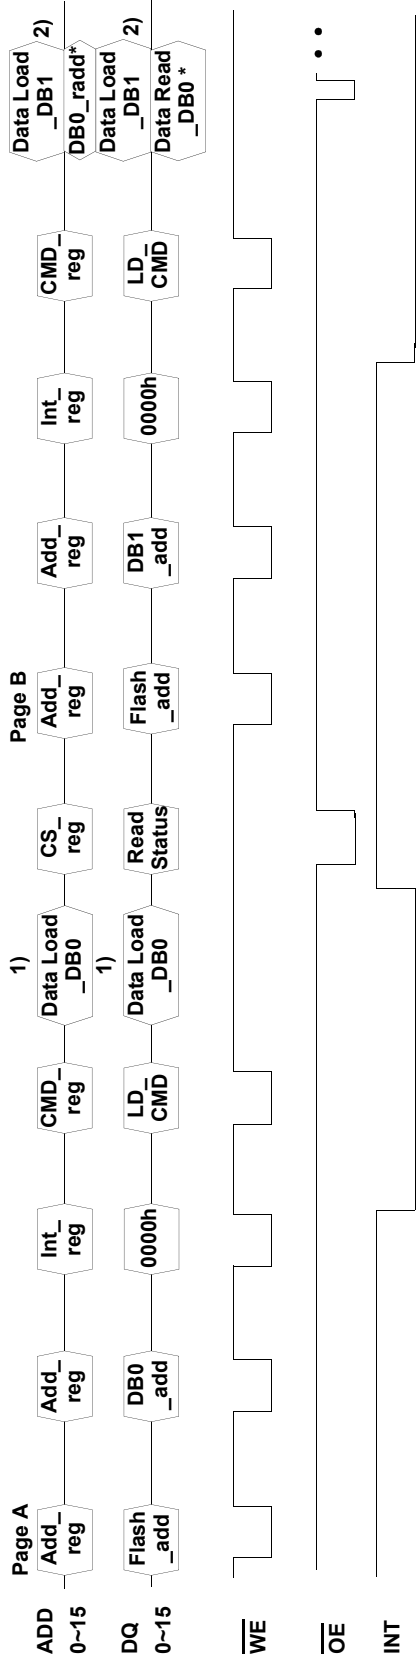 Page A
Page B
ADD
0~15
Add_
reg
Add_
reg
Int_
reg
CMD_
reg
1)
Data Load
_DB0
CS_
reg
Add_
reg
Add_
reg
Int_
reg
CMD_
reg
2)
Data Load
_DB1
DB0_radd*
DQ
0~15
Flash
_add
DB0
_add
0000h
LD_
CMD
1)
Data Load
_DB0
Read
Status
Flash
_add
DB1
_add
0000h
LD_
CMD
2)
Data Load
_DB1
Data Read
_DB0 *
WE
OE
INT